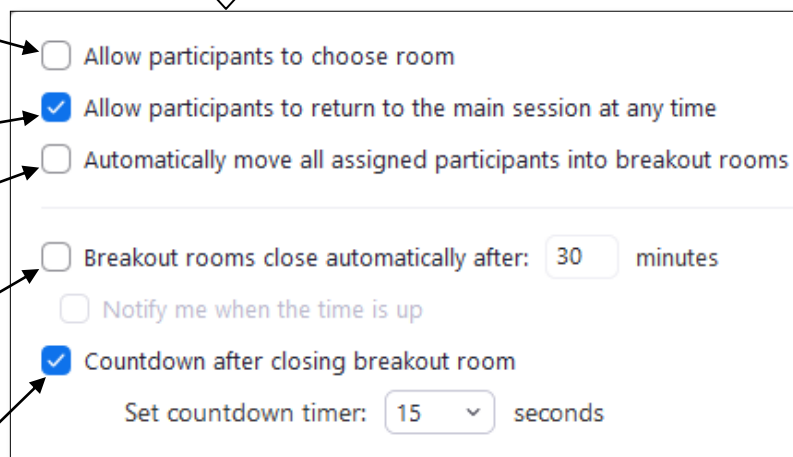 Allow participants to choose room
Allow participants to return to the main session at any time
Automatically move all assigned participants into breakout rooms
Breakout rooms close automatically after: 30 minutes
Notify me when the time is up
Countdown after closing breakout room
Set countdown timer: 15 seconds